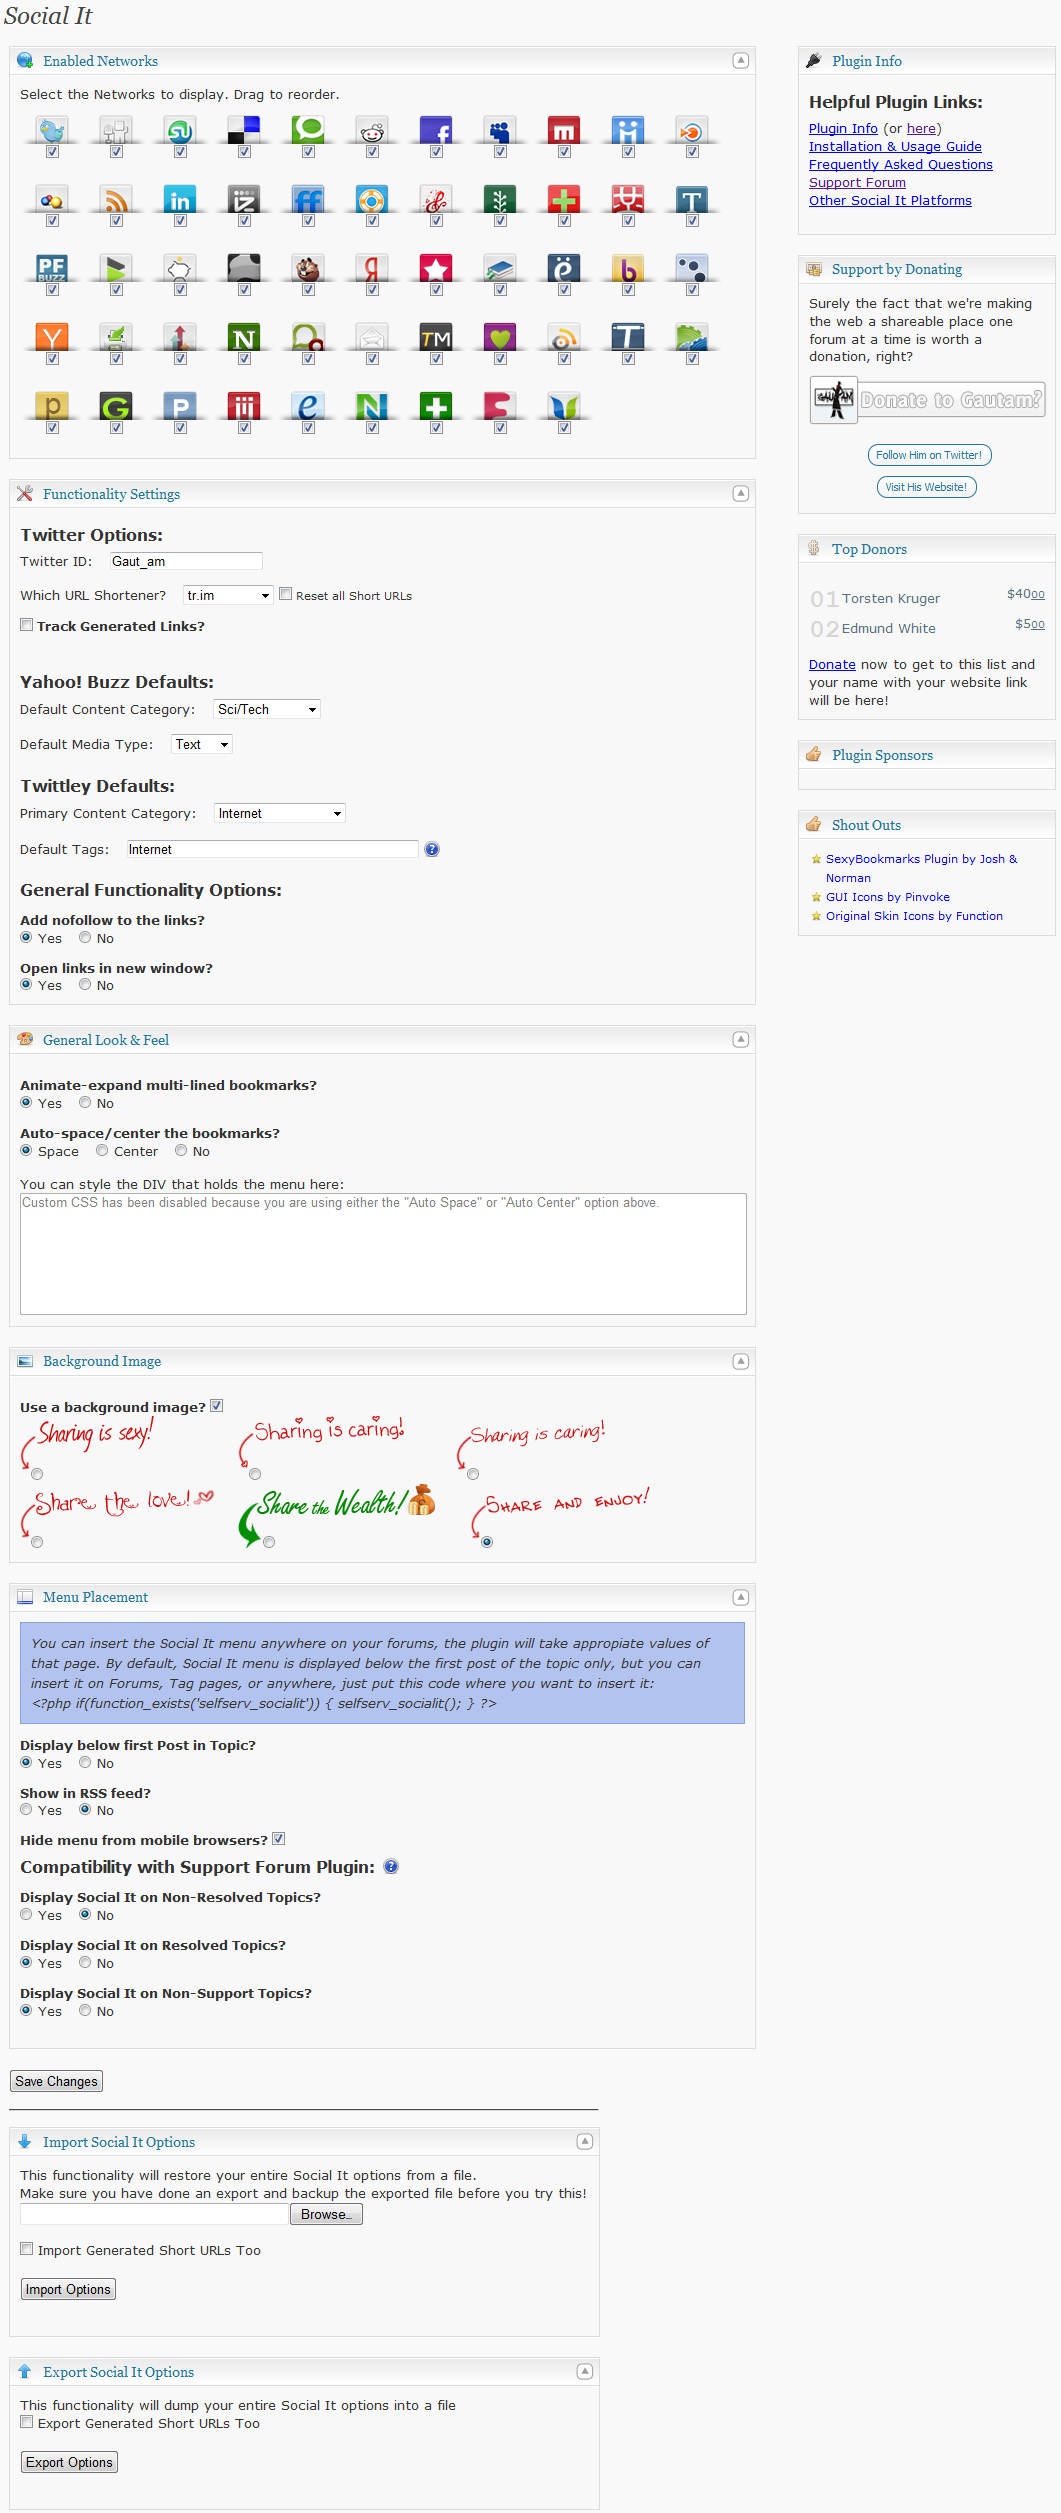 Social It
Enabled Networks
Select the Networks to display. Drag to reorder.
PF
BUZZ
TM
Functionality Settings
Twitter Options:
Twitter ID: Gaut_am
Which URL Shortener? tr.im Reset all Short URLs
Track Generated Links?
Yahoo! Buzz Defaults:
Default Content Category: Sci/Tech
Default Media Type: Text
Twittley Defaults:
Primary Content Category: Internet
Default Tags: Internet
General Functionality Options:
Add nofollow to the links?
Yes No
Open links in new window?
Yes No
General Look & Feel
Animate-expand multi-lined bookmarks?
Yes No
Auto-space/center the bookmarks?
Space Center No
You can style the DIV that holds the menu here:
Custom CSS has been disabled because you are using either the "Auto Space" or "Auto Center" option above.
Background Image
Use a background image?
Sharing is sexy! Sharing is caring! Sharing is caring!
Share the love! Share the Wealth! Share and enjoy!
Menu Placement
You can insert the Social It menu anywhere on your forums, the plugin will take appropiate values of
that page. By default, Social It menu is displayed below the first post of the topic only, but you can
insert it on Forums, Tag pages, or anywhere, just put this code where you want to insert it:
<?php if(function_exists('selfserv_socialit')) { selfserv_socialit(); } ?>
Display below first Post in Topic?
Yes No
Show in RSS feed?
Yes No
Hide menu from mobile browsers?
Compatibility with Support Forum Plugin:
Display Social It on Non-Resolved Topics?
Yes No
Display Social It on Resolved Topics?
Yes No
Display Social It on Non-Support Topics?
Yes No
Save Changes
Import Social It Options
This functionality will restore your entire Social It options from a file.
Make sure you have done an export and backup the exported file before you try this!
Browse...
Import Generated Short URLs Too
Import Options
Export Social It Options
This functionality will dump your entire Social It options into a file
Export Generated Short URLs Too
Export Options
Plugin Info
Helpful Plugin Links:
Plugin Info (or here)
Installation & Usage Guide
Frequently Asked Questions
Support Forum
Other Social It Platforms
Support by Donating
Surely the fact that we're making
the web a shareable place one
forum at a time is worth a
donation, right?
GAUTAM Donate to Gautam?
Follow Him on Twitter!
Visit His Website!
Top Donors
01 Torsten Kruger $4000
02 Edmund White $500
Donate now to get to this list and
your name with your website link
will be here!
Plugin Sponsors
Shout Outs
SexyBookmarks Plugin by Josh &
Norman
GUI Icons by Pinvoke
Original Skin Icons by Function